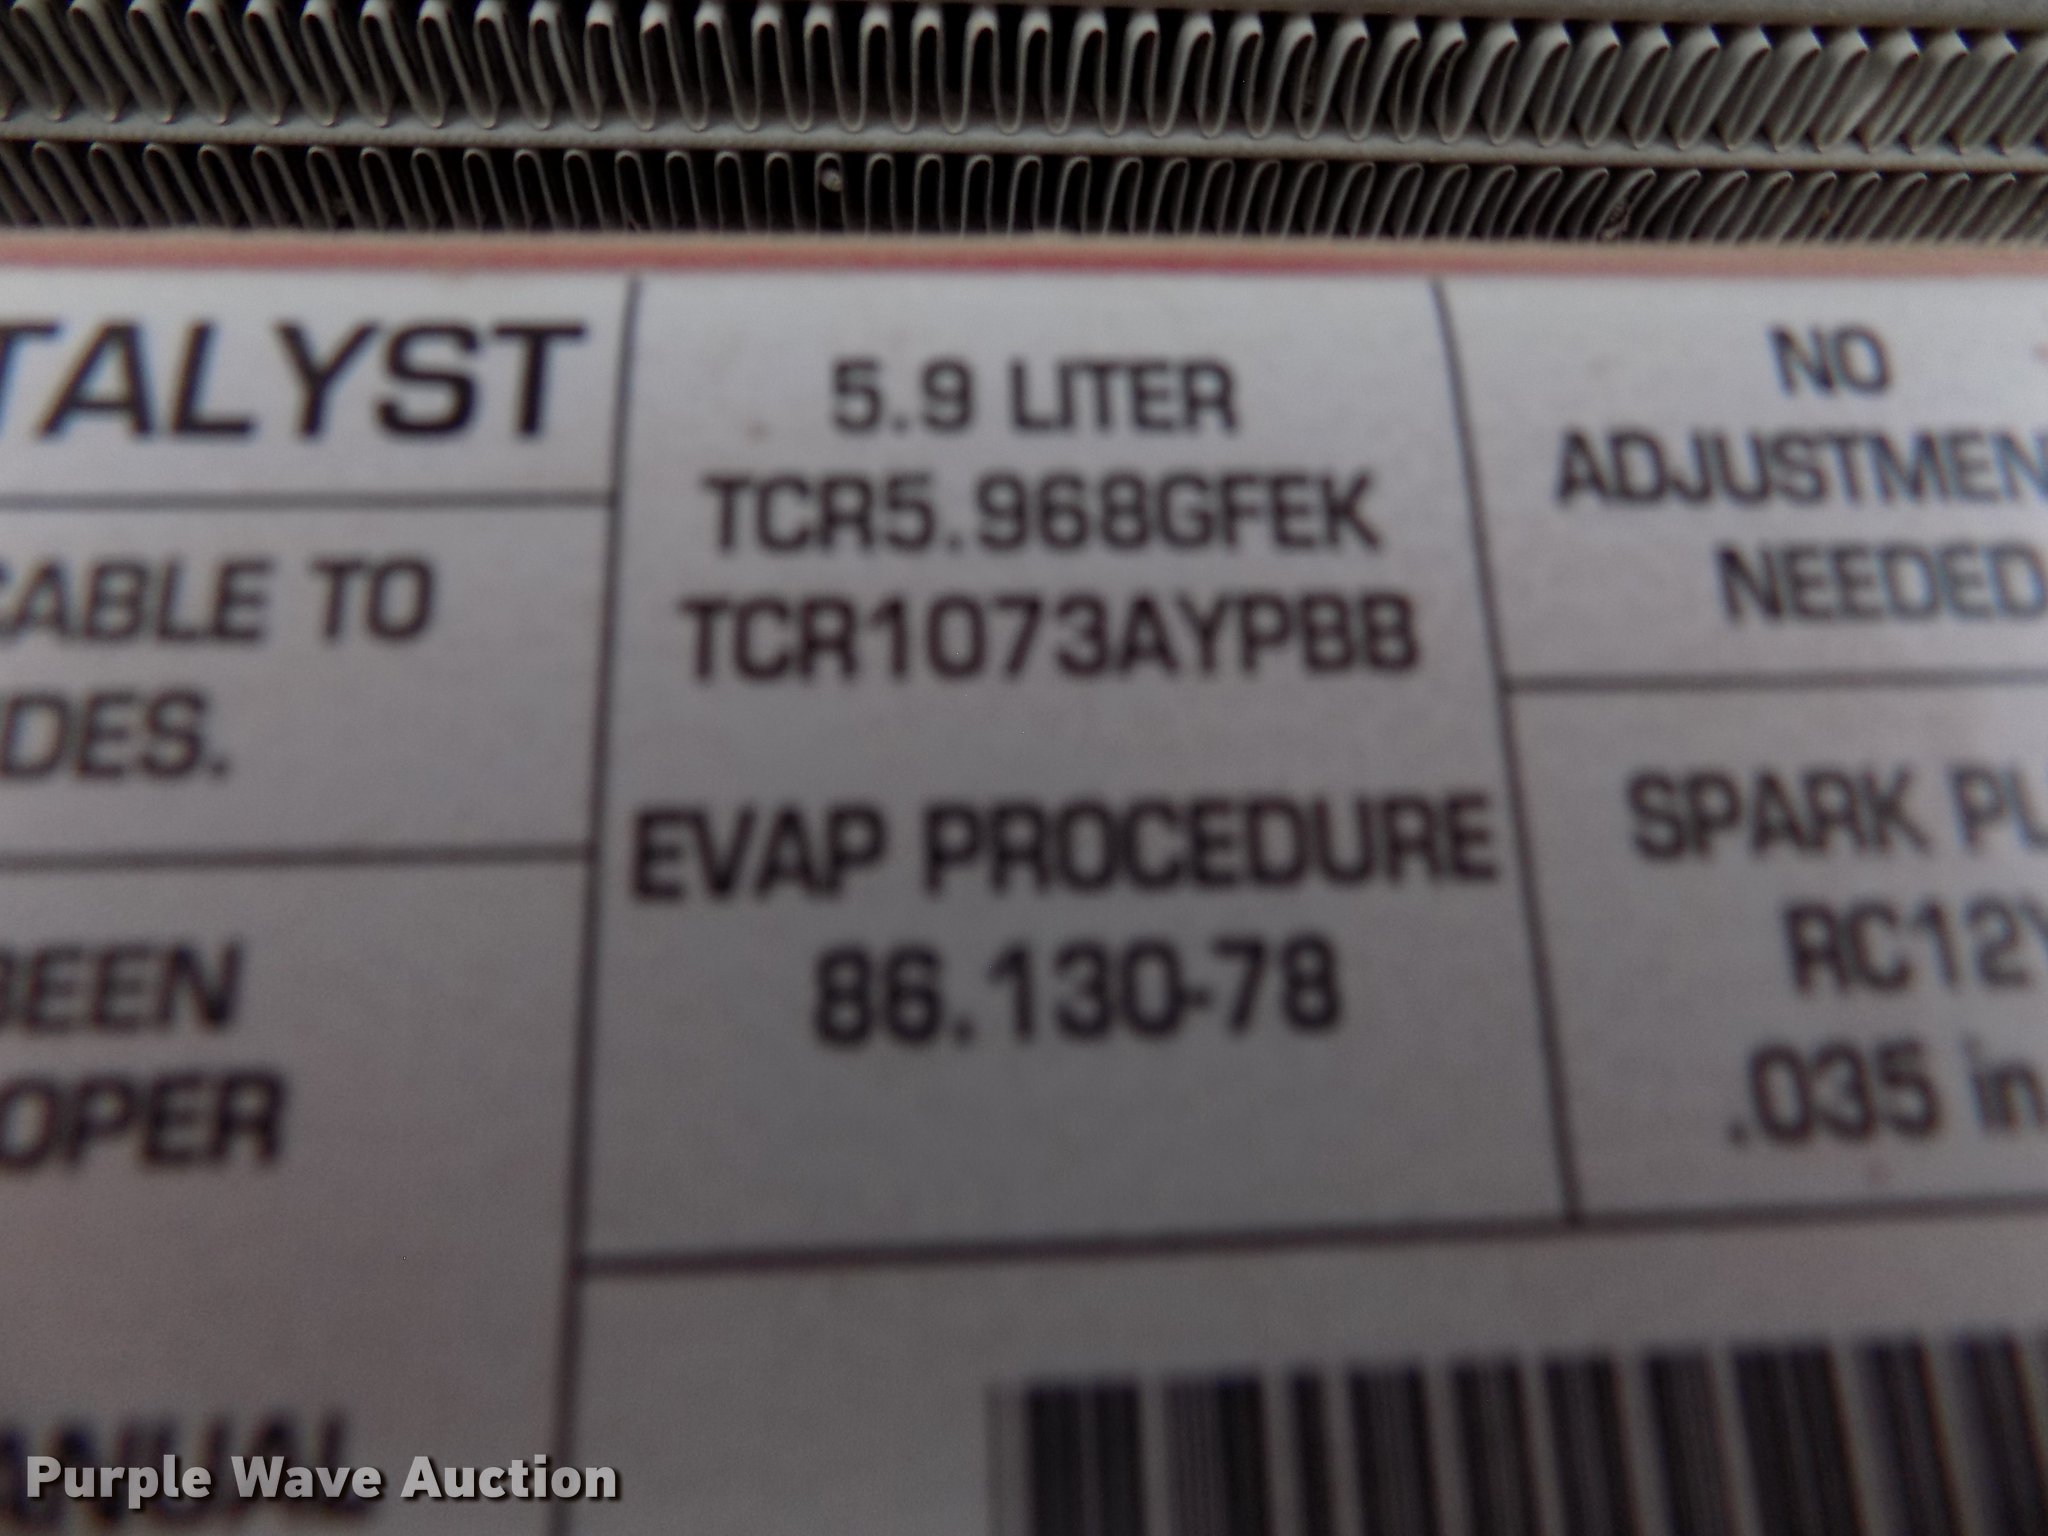 TALYST
CABLE TO
DES.
BEEN
OPER
5.9 LITER
TCR5.968GFEK
TCR1073AYPBB
EVAP PROCEDURE
86.130-78
NO
ADJUSTMEN
NEEDED
SPARK PL
RC12Y
.035 in.
Purple Wave Auction